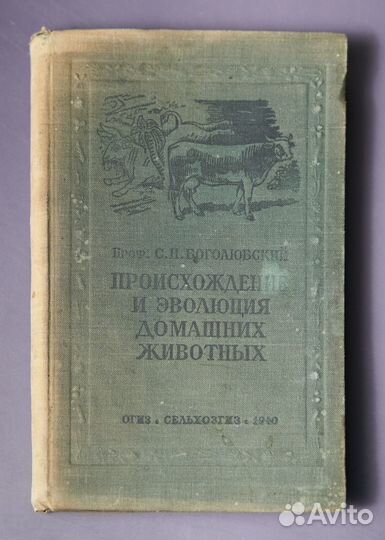 Проф. С.Н. БОГОЛЮБСКИЙ
ПРОИСХОЖДЕНИЕ
И ЭВОЛЮЦИЯ
ДОМАШНИХ
ЖИВОТНЫХ
ОГИЗ • СЕЛЬХОЗГИЗ • 1940
Avito